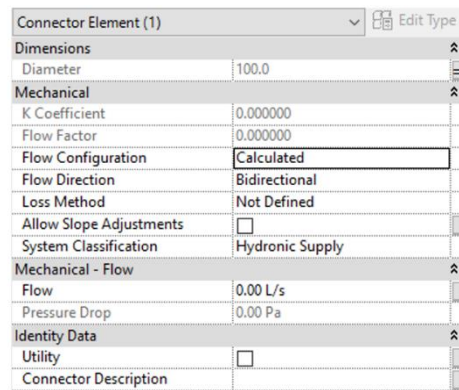 Connector Element (1) Edit Type
Dimensions
Diameter 100.0
Mechanical
K Coefficient 0.000000
Flow Factor 0.000000
Flow Configuration Calculated
Flow Direction Bidirectional
Loss Method Not Defined
Allow Slope Adjustments
System Classification Hydronic Supply
Mechanical - Flow
Flow 0.00 L/s
Pressure Drop 0.00 Pa
Identity Data
Utility
Connector Description